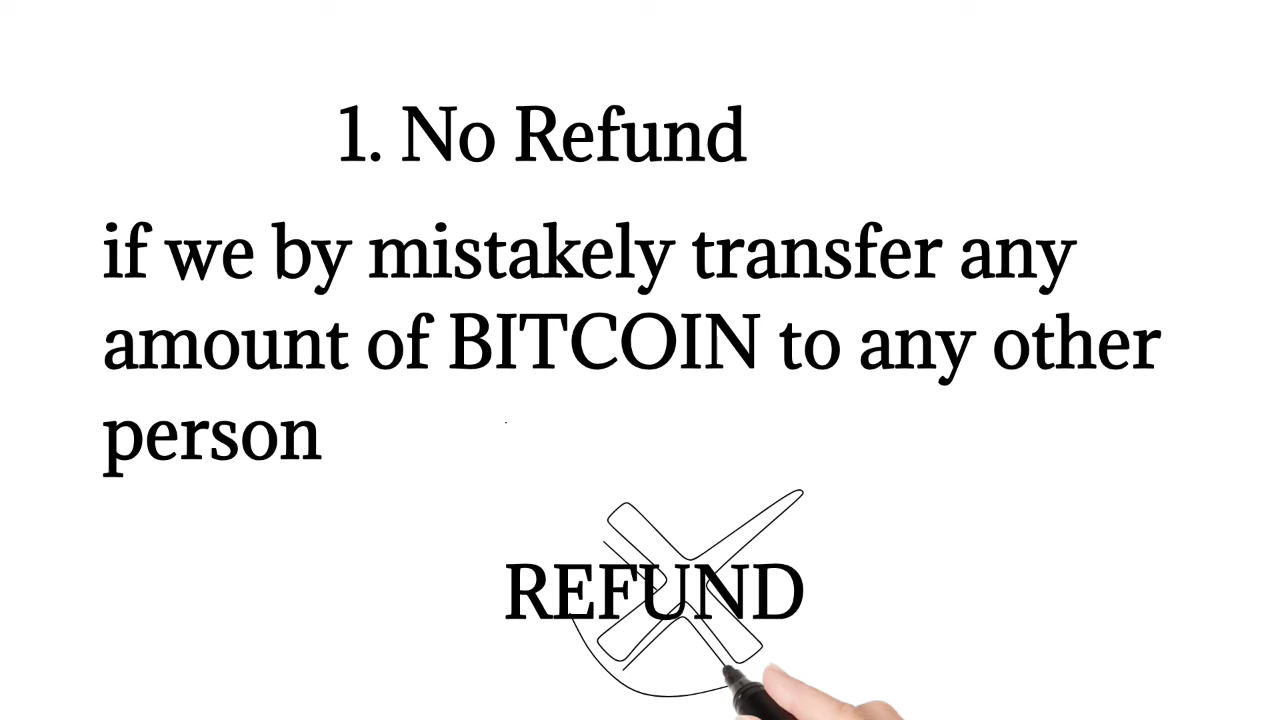 1. No Refund
if we by mistakely transfer any
amount of BITCOIN to any other
person
REFUND